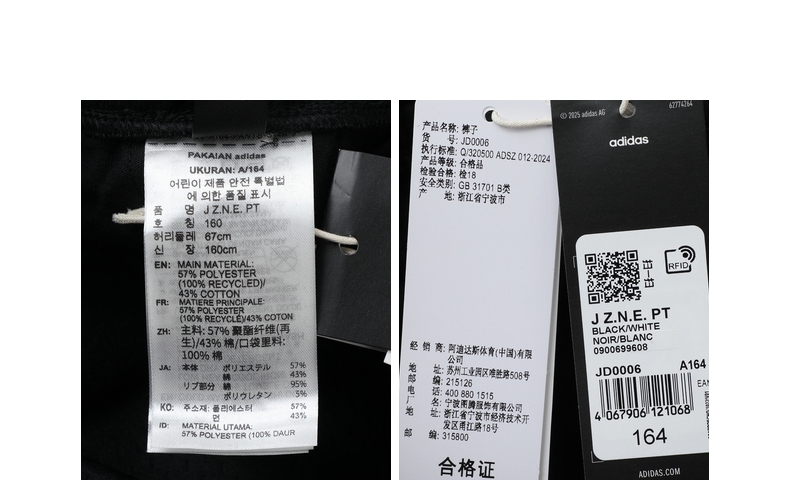 PAKAIAN adidas
UKURAN: A/164
어린이 제품 안전 특별법
에 의한 품질 표시
품 명 J Z.N.E. PT
호 칭 160
허리둘레 67cm
신 장 160cm
EN: MAIN MATERIAL:
57% POLYESTER
(100% RECYCLED)/
43% COTTON
FR: MATIERE PRINCIPALE:
57% POLYESTER
(100% RECYCLE)/43% COTON
ZH: 主料: 57% 聚酯纤维(再
生)/43% 棉/口袋里料:
100% 棉
JA: 本体 ポリエステル 57%
綿 43%
リブ部分 綿 95%
ポリウレタン 5%
KO: 주소재: 폴리에스터 57%
면 43%
ID: MATERIAL UTAMA:
57% POLYESTER (100% DAUR
产品名称: 裤子
货 号: JD0006
执行标准: Q/320500 ADSZ 012-2024
产品等级: 合格品
检验合格: 检18
安全类别: GB 31701 B类
产 地: 浙江省宁波市
经 销 商: 阿迪达斯体育(中国)有限
公司
地 址: 苏州工业园区唯胜路508号
邮 编: 215126
电 话: 400 880 1515
厂 名: 宁波图腾服饰有限公司
地 址: 浙江省宁波市经济技术开
发区甬江路18号
邮 编: 315800
合格证
© 2025 adidas AG
62774264
adidas
RFID
J Z.N.E. PT
BLACK/WHITE
NOIR/BLANC
0900699608
JD0006 A164
EAN
4 067906 121068
164
ADIDAS.COM